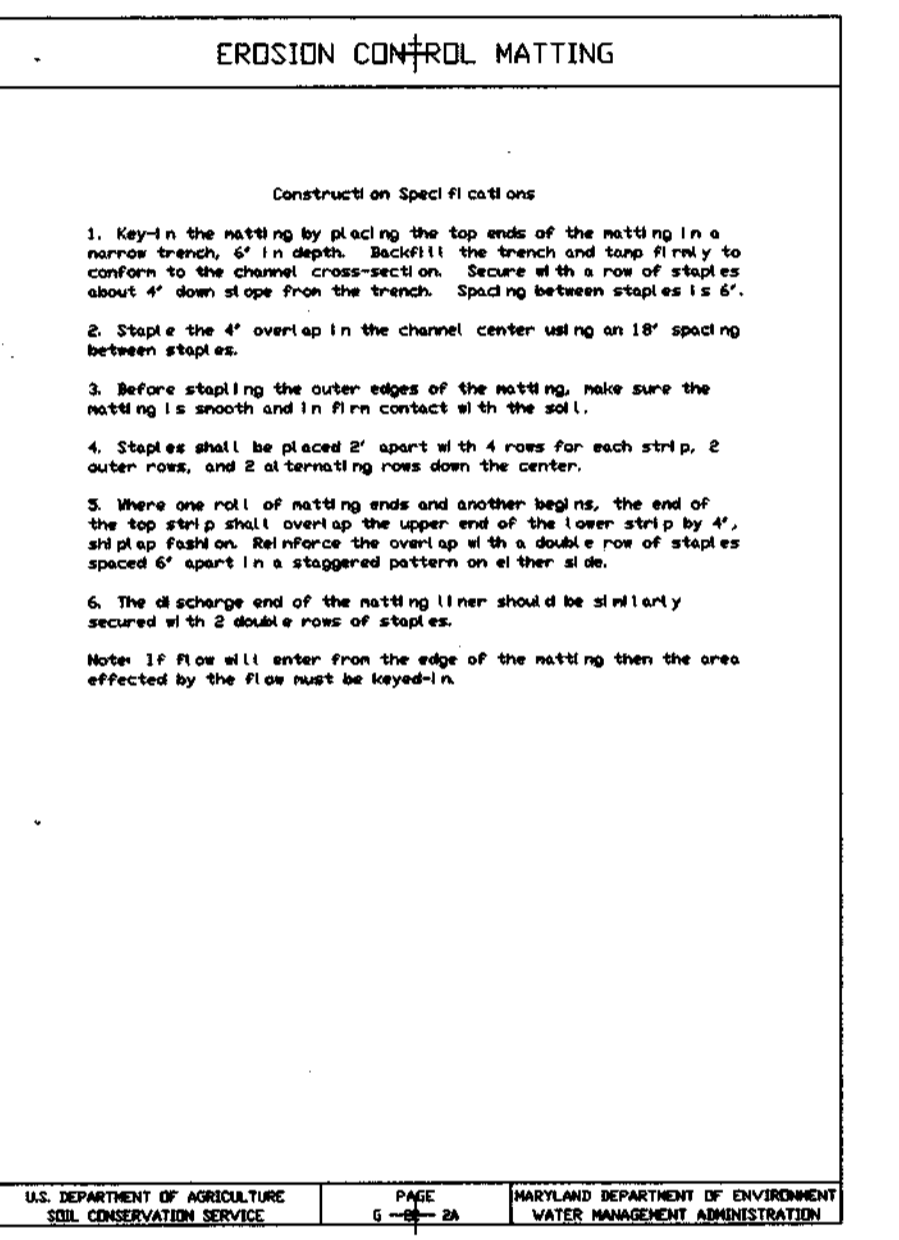 EROSION CONTROL MATTING
Construction Specifications
1. Key-in the matting by placing the top ends of the matting in a
narrow trench, 6" in depth. Backfill the trench and tamp firmly to
conform to the channel cross-section. Secure with a row of staples
about 4" down slope from the trench. Spacing between staples is 6".
2. Staple the 4" overlap in the channel center using an 18" spacing
between staples.
3. Before stapling the outer edges of the matting, make sure the
matting is smooth and in firm contact with the soil.
4. Staples shall be placed 2' apart with 4 rows for each strip, 2
outer rows, and 2 alternating rows down the center.
5. Where one roll of matting ends and another begins, the end of
the top strip shall overlap the upper end of the lower strip by 4",
shiplap fashion. Reinforce the overlap with a double row of staples
spaced 6" apart in a staggered pattern on either side.
6. The discharge end of the matting liner should be similarly
secured with 2 double rows of staples.
Note: If flow will enter from the edge of the matting then the area
effected by the flow must be keyed-in.
U.S. DEPARTMENT OF AGRICULTURE
SOIL CONSERVATION SERVICE
PAGE
G - 2A
MARYLAND DEPARTMENT OF ENVIRONMENT
WATER MANAGEMENT ADMINISTRATION